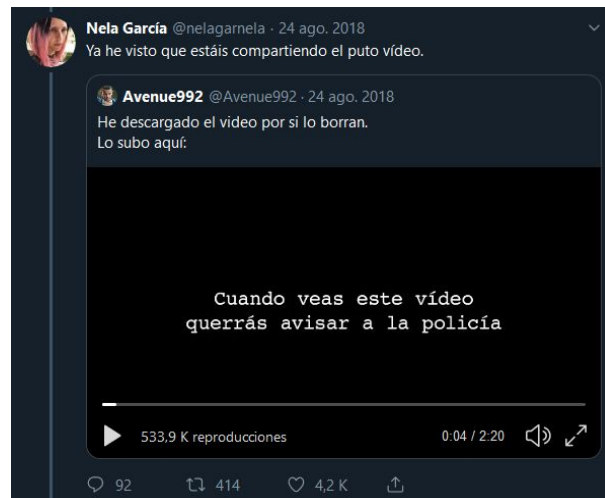 Nela García @nelagarnela · 24 ago. 2018
Ya he visto que estáis compartiendo el puto vídeo.
Avenue992 @Avenue992 · 24 ago. 2018
He descargado el video por si lo borran.
Lo subo aquí:
Cuando veas este vídeo
querrás avisar a la policía
533,9 K reproducciones 0:04 / 2:20
92 414 4,2 K